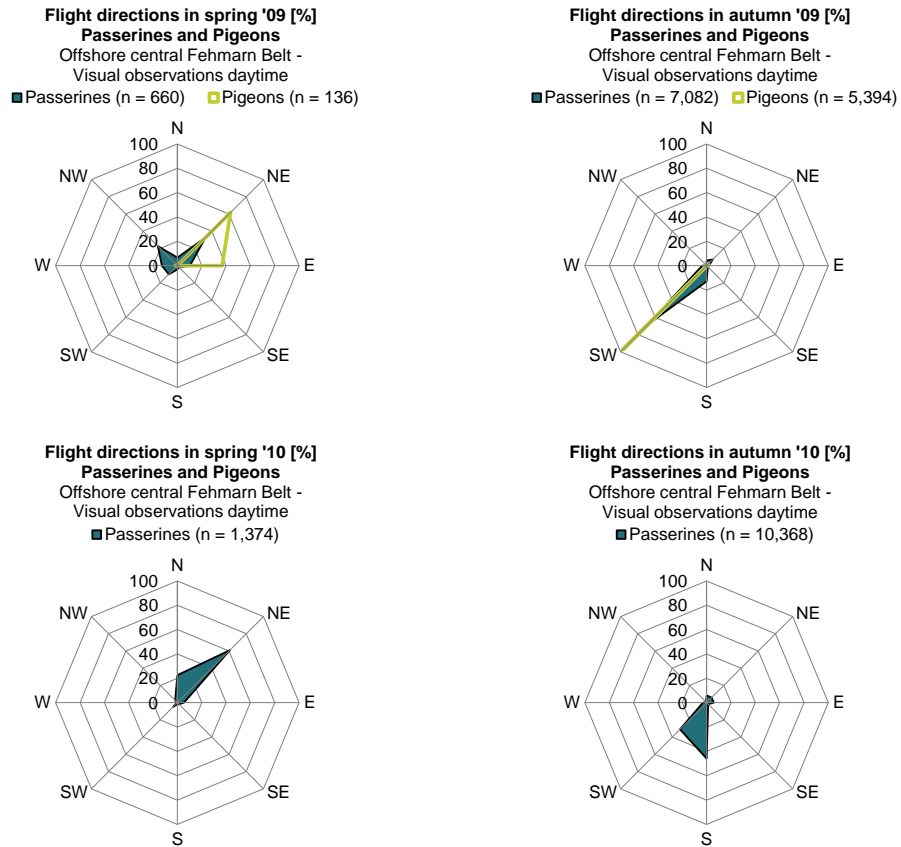 Flight directions in spring '09 [%]
Passerines and Pigeons
Offshore central Fehmarn Belt -
Visual observations daytime
Passerines (n = 660) Pigeons (n = 136)
N
NE
E
SE
S
SW
W
NW
100
80
60
40
20
0
Flight directions in autumn '09 [%]
Passerines and Pigeons
Offshore central Fehmarn Belt -
Visual observations daytime
Passerines (n = 7,082) Pigeons (n = 5,394)
N
NE
E
SE
S
SW
W
NW
100
80
60
40
20
0
Flight directions in spring '10 [%]
Passerines and Pigeons
Offshore central Fehmarn Belt -
Visual observations daytime
Passerines (n = 1,374)
N
NE
E
SE
S
SW
W
NW
100
80
60
40
20
0
Flight directions in autumn '10 [%]
Passerines and Pigeons
Offshore central Fehmarn Belt -
Visual observations daytime
Passerines (n = 10,368)
N
NE
E
SE
S
SW
W
NW
100
80
60
40
20
0